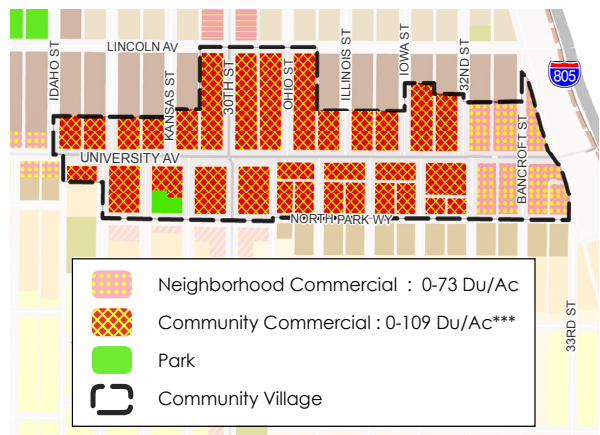 LINCOLN AV
IDAHO ST
KANSAS ST
30TH ST
OHIO ST
ILLINOIS ST
IOWA ST
32ND ST
805
BANCROFT ST
UNIVERSITY AV
NORTH PARK WY
33RD ST
Neighborhood Commercial : 0-73 Du/Ac
Community Commercial : 0-109 Du/Ac***
Park
Community Village